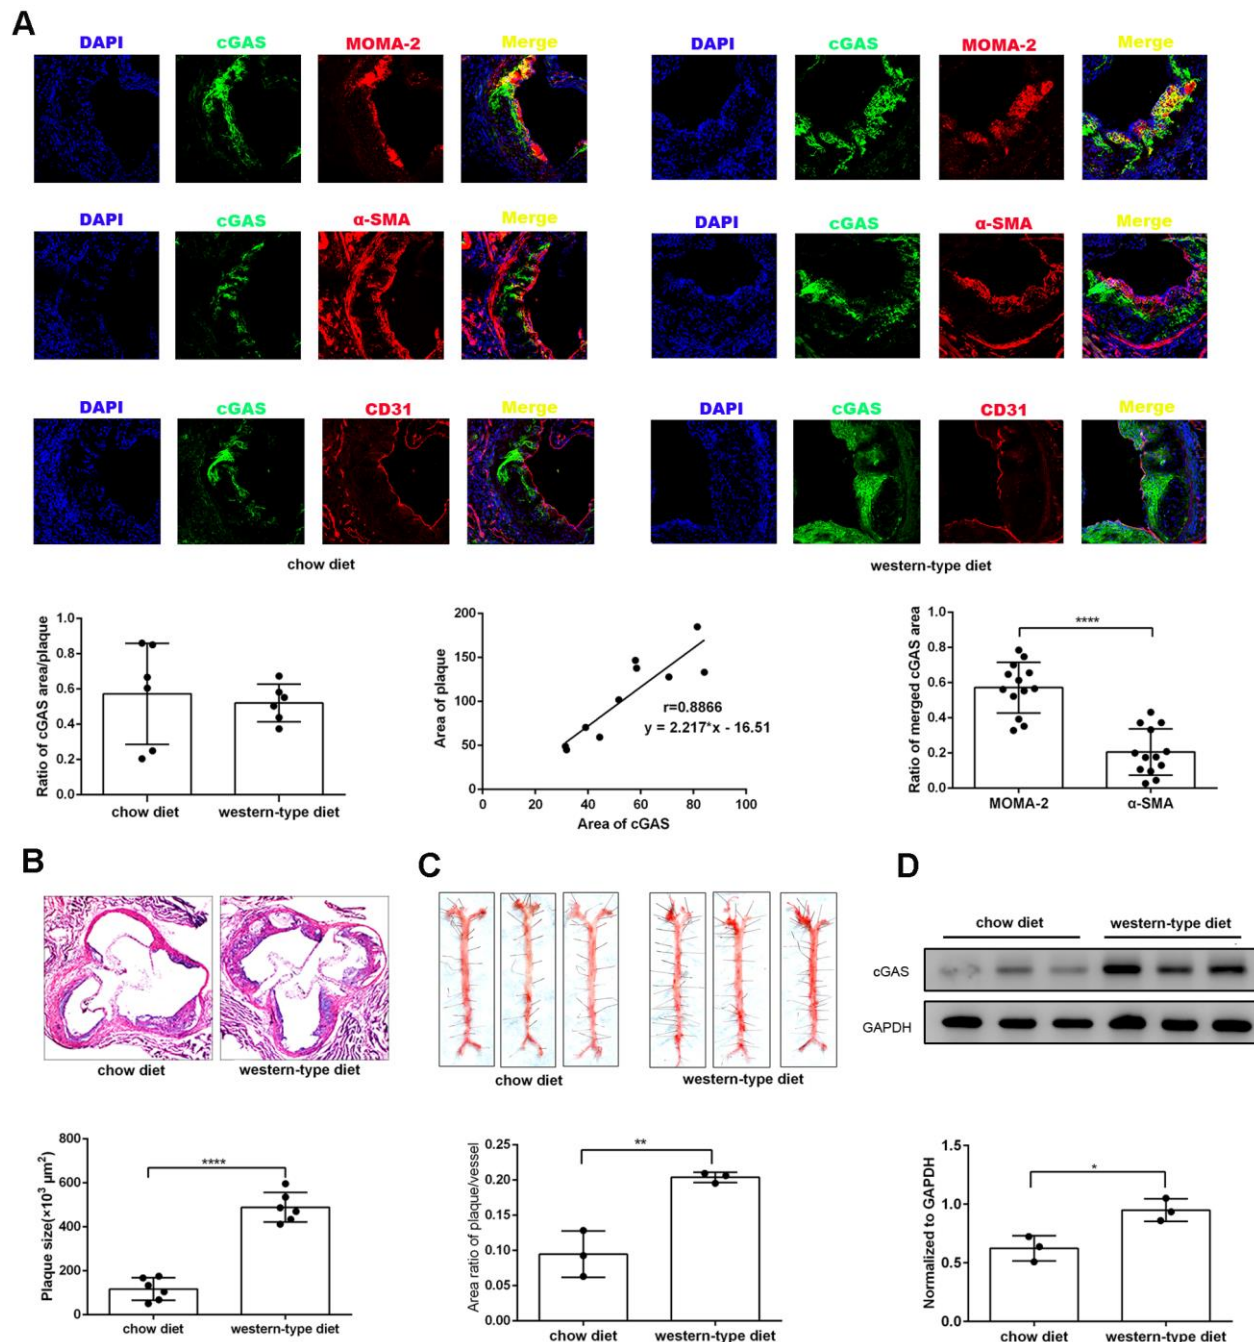 A
DAPI cGAS MOMA-2 Merge DAPI cGAS MOMA-2 Merge
DAPI cGAS α-SMA Merge DAPI cGAS α-SMA Merge
DAPI cGAS CD31 Merge DAPI cGAS CD31 Merge
chow diet western-type diet
Ratio of cGAS area/plaque
1.0
0.8
0.6
0.4
0.2
0.0
chow diet western-type diet
Area of plaque
200
150
100
50
0
r=0.8866
y = 2.217*x - 16.51
0 20 40 60 80 100
Area of cGAS
Ratio of merged cGAS area
1.0
0.8
0.6
0.4
0.2
0.0
****
MOMA-2 α-SMA
B
chow diet western-type diet
Plaque size(×10³ μm²)
800
600
400
200
0
****
chow diet western-type diet
C
chow diet western-type diet
Area ratio of plaque/vessel
0.25
0.20
0.15
0.10
0.05
0.00
**
chow diet western-type diet
D
chow diet western-type diet
cGAS
GAPDH
Normalized to GAPDH
1.5
1.0
0.5
0.0
*
chow diet western-type diet